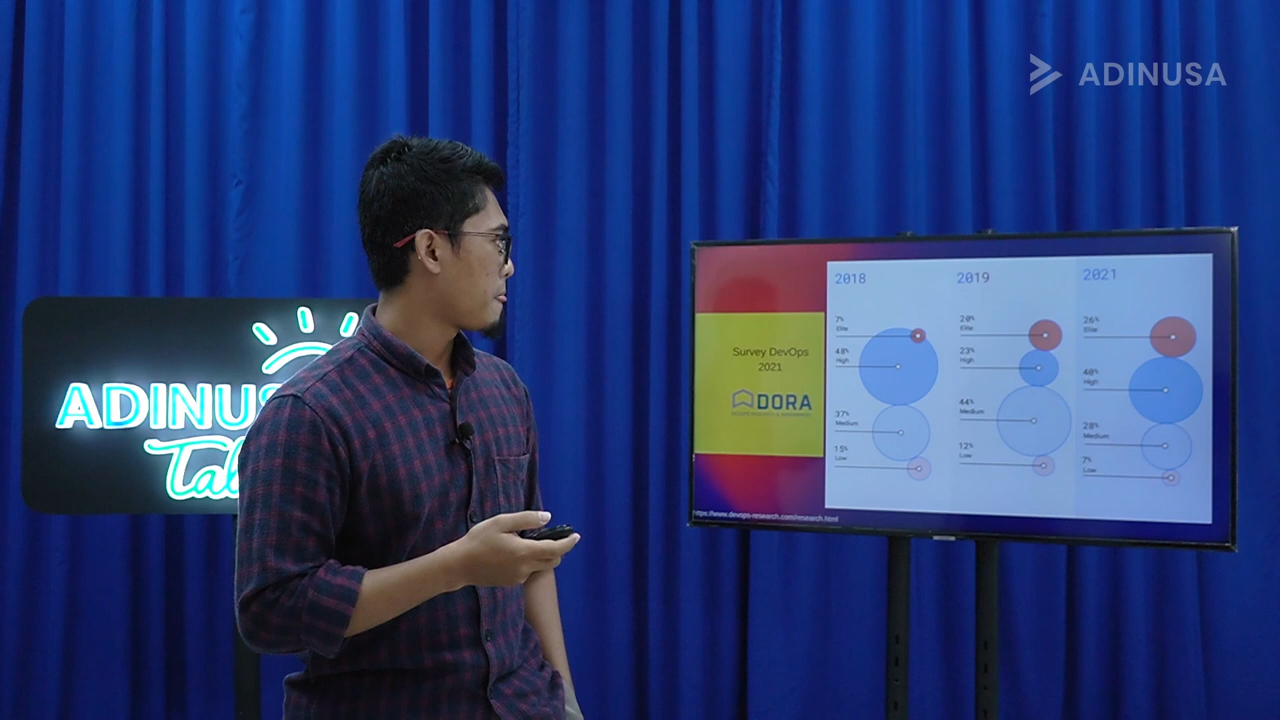 ADINUSA
ADINUS
Tal
Survey DevOps
2021
DORA
https://www.devops-research.com/research.html
2018
7%
Elite
48%
High
37%
Medium
15%
Low
2019
20%
Elite
23%
High
44%
Medium
12%
Low
2021
26%
Elite
40%
High
28%
Medium
7%
Low